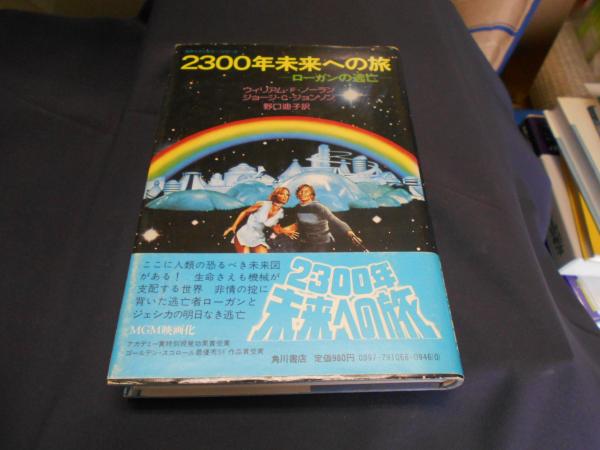 2300年未来への旅
ローガンの逃亡
ウィリアム・F・ノーラン
ジョージ・C・ジョンソン
野口迪子訳
ここに人類の恐るべき未来図
がある! 生命さえも機械が
支配する世界 非情の掟に
背いた逃亡者ローガンと
ジェシカの明日なき逃亡
MGM映画化
アカデミー賞特別視覚効果賞受賞
ゴールデン・スコロール最優秀SF作品賞受賞
2300年
未来への旅
角川書店 定価980円 0397-791066-0946(0)